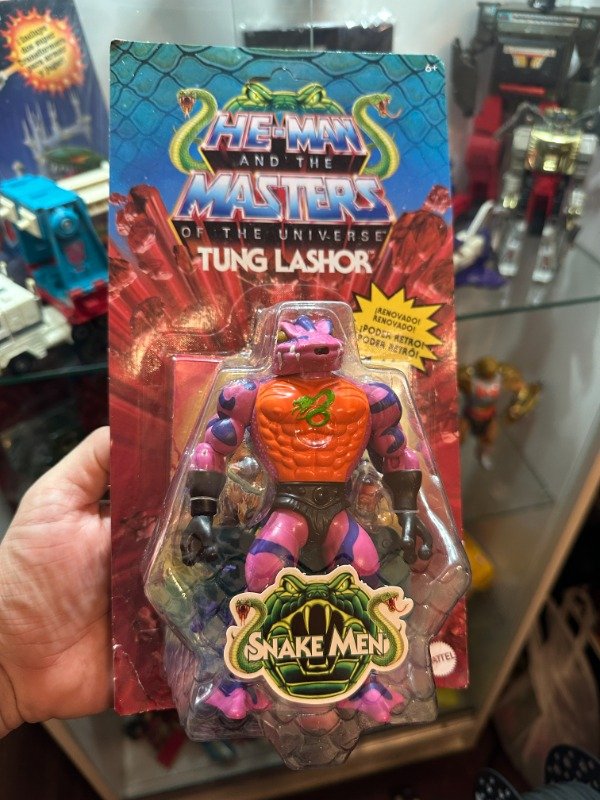 6+
HE-MAN
AND THE
MASTERS
OF THE UNIVERSE
TUNG LASHOR
¡RENOVADO!
RENOVADO!
¡PODER RETRO!
PODER RETRÔ!
SNAKE MEN
MATTEL